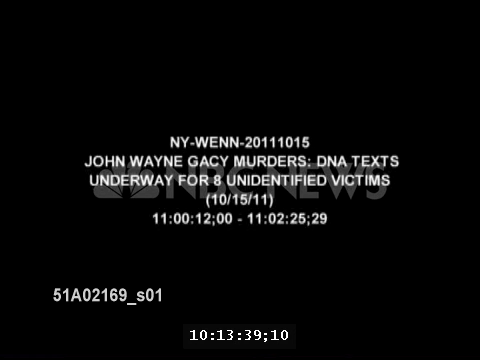 NY-WENN-20111015
JOHN WAYNE GACY MURDERS: DNA TEXTS
UNDERWAY FOR 8 UNIDENTIFIED VICTIMS
NBCNEWS
(10/15/11)
11:00:12;00 - 11:02:25;29
51A02169_s01
10:13:39;10